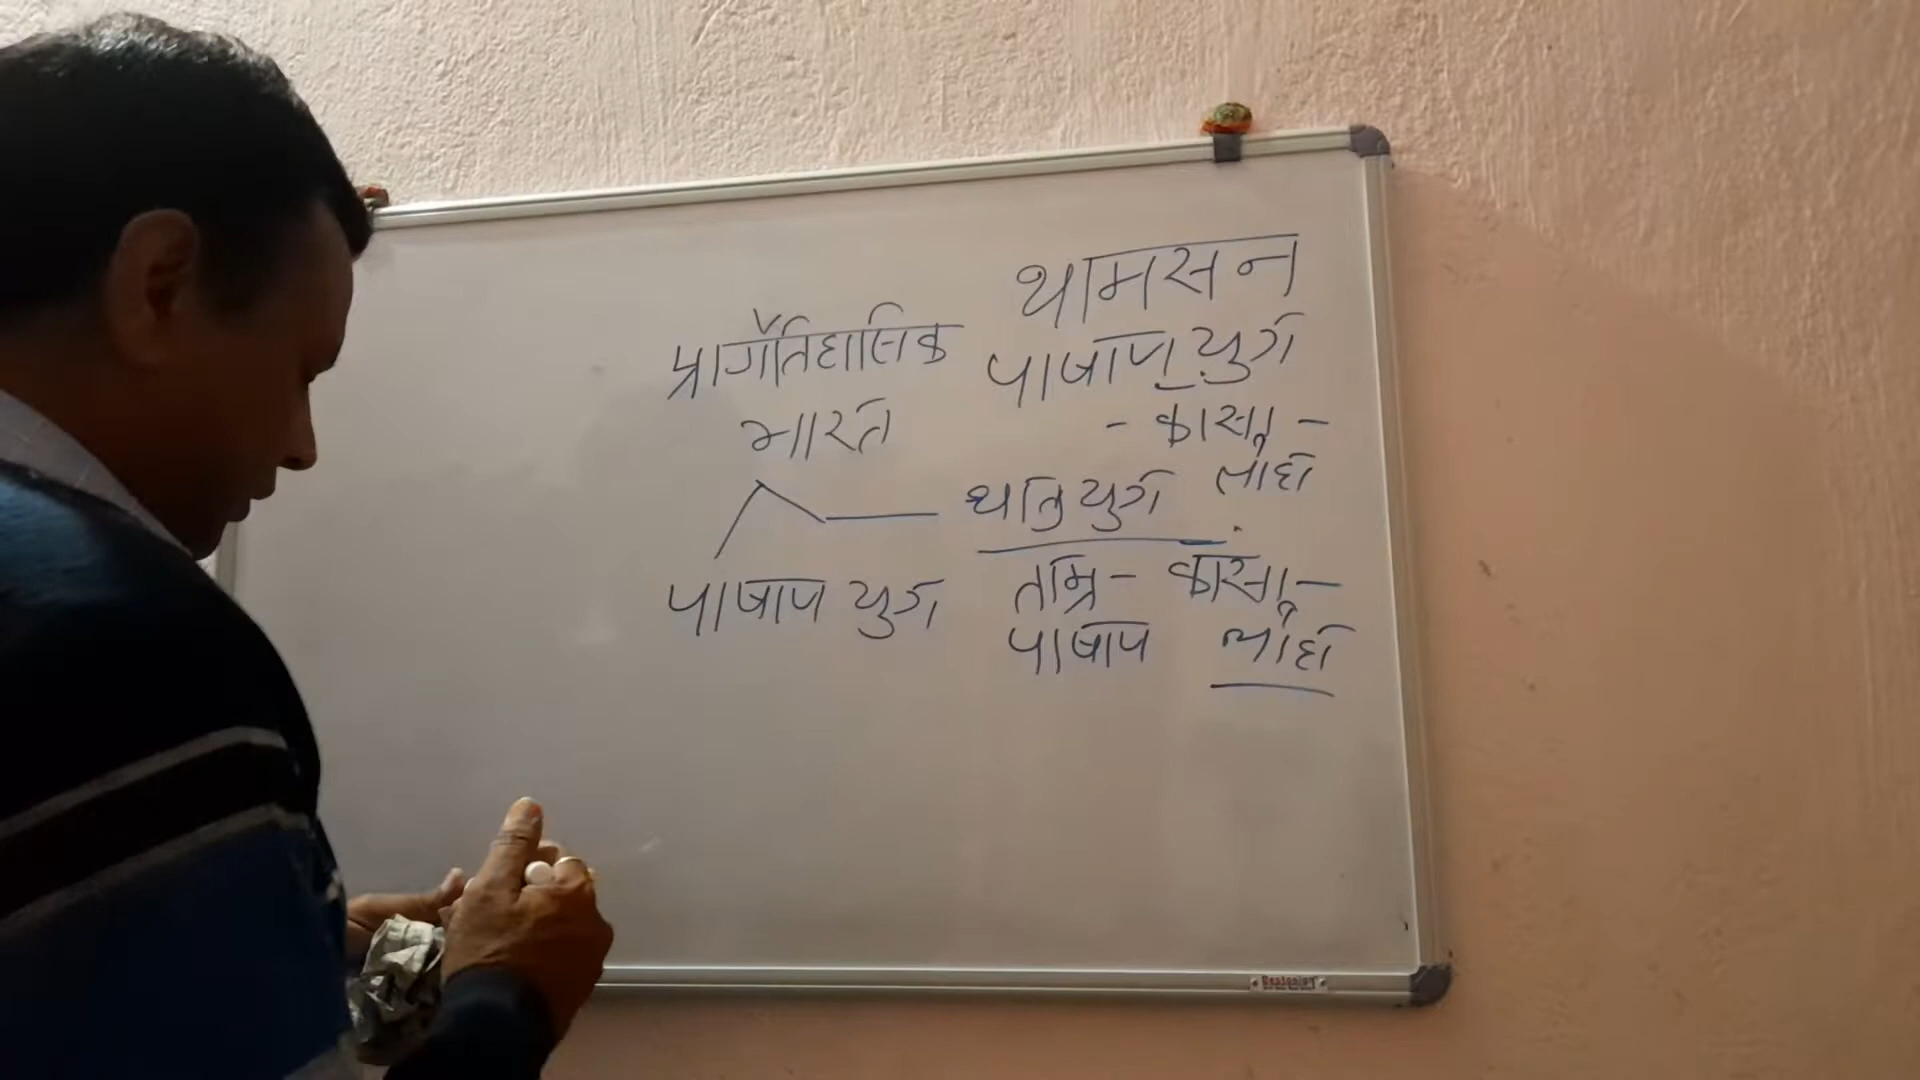 थामसन
प्रागैतिहासिक
पाषाण युग
भारत
- कासा -
लोहा
धातु युग
पाषाण युग
ताम्र - कासा -
पाषाण लोहा